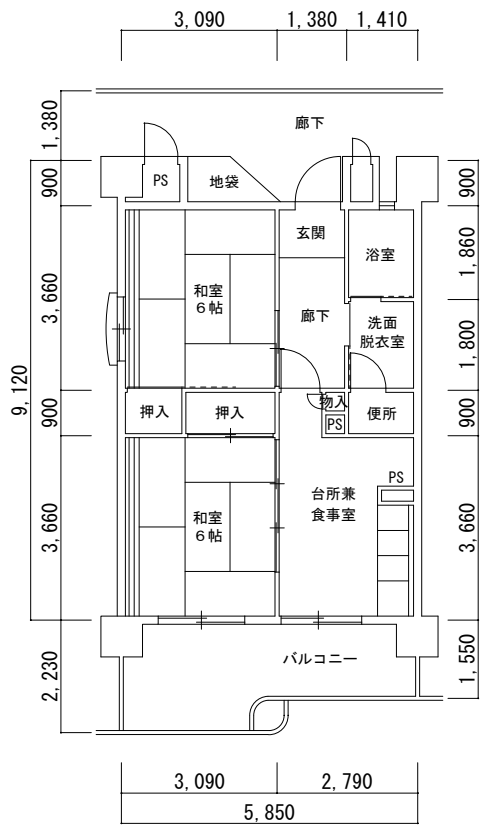 3,090 1,380 1,410
1,380
廊下
900
PS
地袋
900
玄関
浴室
1,860
3,660
和室
6帖
廊下
洗面
脱衣室
1,800
9,120
900
押入
押入
物入
PS
便所
900
PS
3,660
和室
6帖
台所兼
食事室
3,660
2,230
バルコニー
1,550
3,090 2,790
5,850